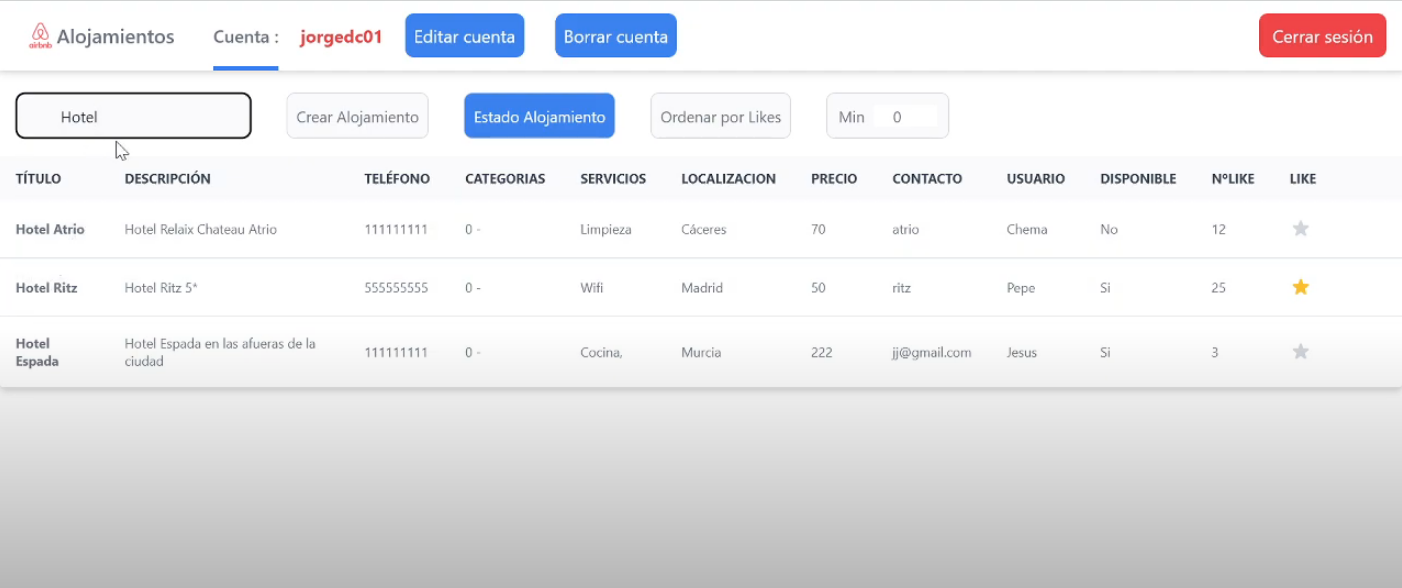 airbnb Alojamientos Cuenta : jorgedc01 Editar cuenta Borrar cuenta Cerrar sesión
Hotel Crear Alojamiento Estado Alojamiento Ordenar por Likes Min 0
TÍTULO DESCRIPCIÓN TELÉFONO CATEGORIAS SERVICIOS LOCALIZACION PRECIO CONTACTO USUARIO DISPONIBLE NºLIKE LIKE
Hotel Atrio Hotel Relaix Chateau Atrio 111111111 0 - Limpieza Cáceres 70 atrio Chema No 12
Hotel Ritz Hotel Ritz 5* 555555555 0 - Wifi Madrid 50 ritz Pepe Si 25
Hotel Espada Hotel Espada en las afueras de la ciudad 111111111 0 - Cocina, Murcia 222 jj@gmail.com Jesus Si 3